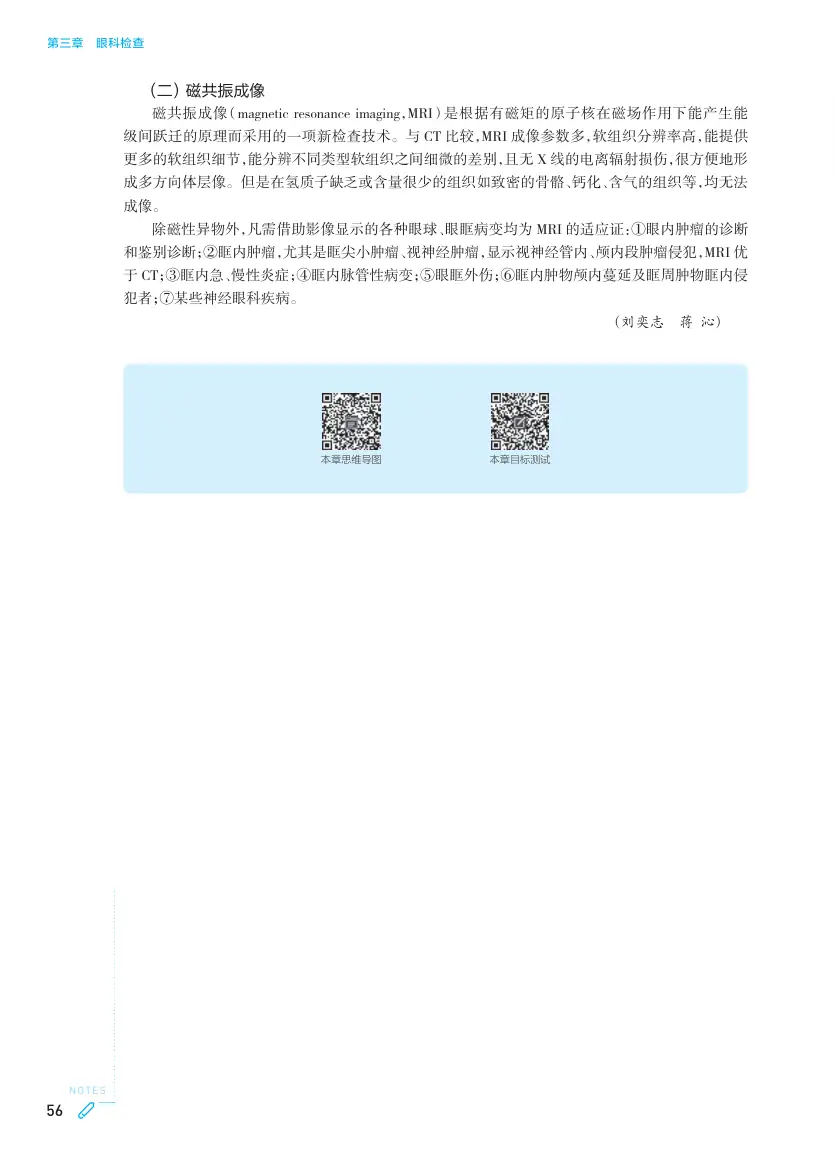 第三章 眼科检查
（二）磁共振成像
磁共振成像（magnetic resonance imaging，MRI）是根据有磁矩的原子核在磁场作用下能产生能
级间跃迁的原理而采用的一项新检查技术。与 CT 比较，MRI 成像参数多，软组织分辨率高，能提供
更多的软组织细节，能分辨不同类型软组织之间细微的差别，且无 X 线的电离辐射损伤，很方便地形
成多方向体层像。但是在氢质子缺乏或含量很少的组织如致密的骨骼、钙化、含气的组织等，均无法
成像。
除磁性异物外，凡需借助影像显示的各种眼球、眼眶病变均为 MRI 的适应证：①眼内肿瘤的诊断
和鉴别诊断；②眶内肿瘤，尤其是眶尖小肿瘤、视神经肿瘤，显示视神经管内、颅内段肿瘤侵犯，MRI 优
于 CT；③眶内急、慢性炎症；④眶内脉管性病变；⑤眼眶外伤；⑥眶内肿物颅内蔓延及眶周肿物眶内侵
犯者；⑦某些神经眼科疾病。
（刘奕志 蒋 沁）
本章思维导图 本章目标测试
NOTES
56